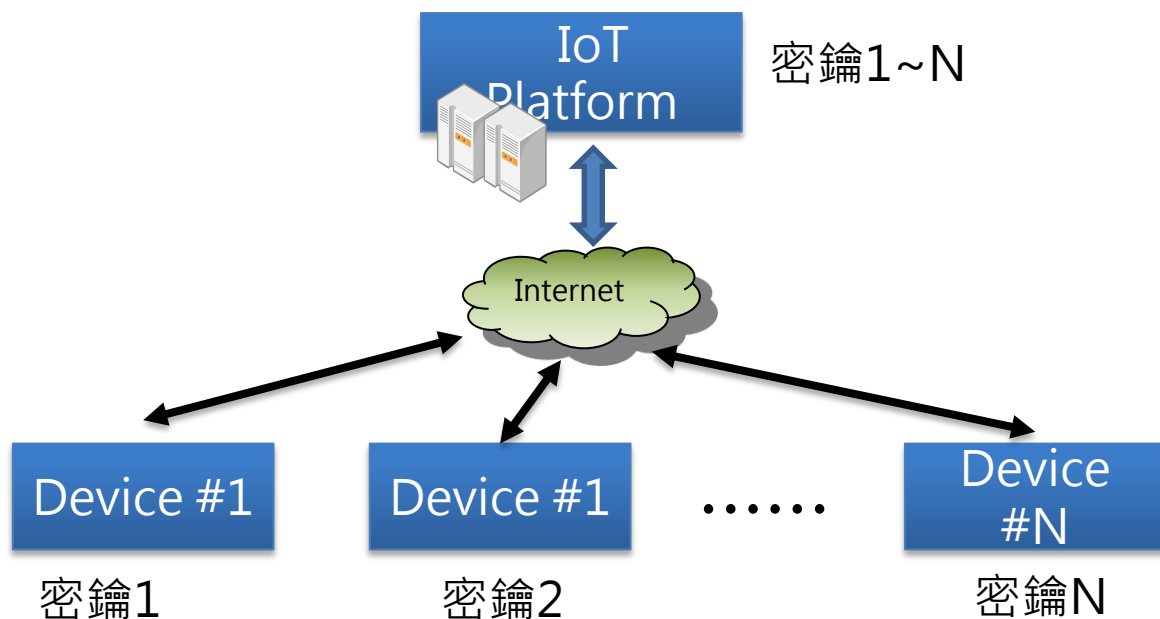 IoT
Platform
密鑰1~N
Internet
Device #1
Device #1
......
Device
#N
密鑰1
密鑰2
密鑰N